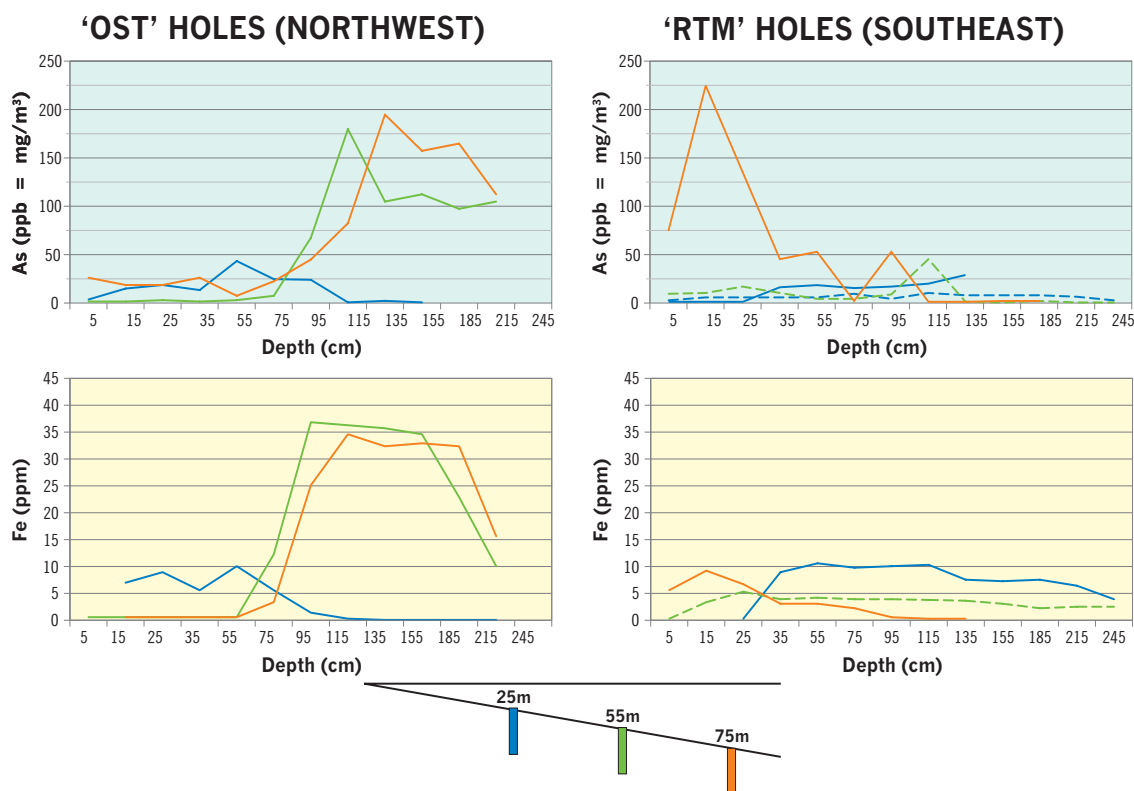 ‘OST’ HOLES (NORTHWEST)
250
200
150
100
50
0
As (ppb = mg/m³)
5 15 25 35 55 75 95 115 135 155 185 215 245
Depth (cm)
‘RTM’ HOLES (SOUTHEAST)
250
200
150
100
50
0
As (ppb = mg/m³)
5 15 25 35 55 75 95 115 135 155 185 215 245
Depth (cm)
45
40
35
30
25
20
15
10
5
0
Fe (ppm)
5 15 25 35 55 75 95 115 135 145 185 215 245
Depth (cm)
45
40
35
30
25
20
15
10
5
0
Fe (ppm)
5 15 25 35 55 75 95 115 135 155 185 215 245
Depth (cm)
25m
55m
75m